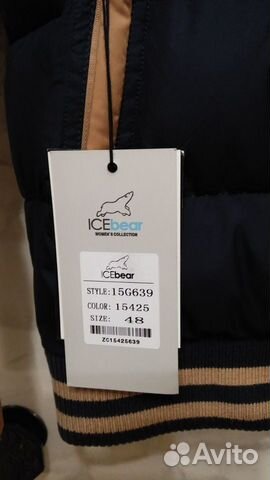 ICEbear
WOMEN'S COLLECTION
ICEbear
STYLE: 15G639
COLOR: 15425
SIZE: 48
ZC15425639
Avito